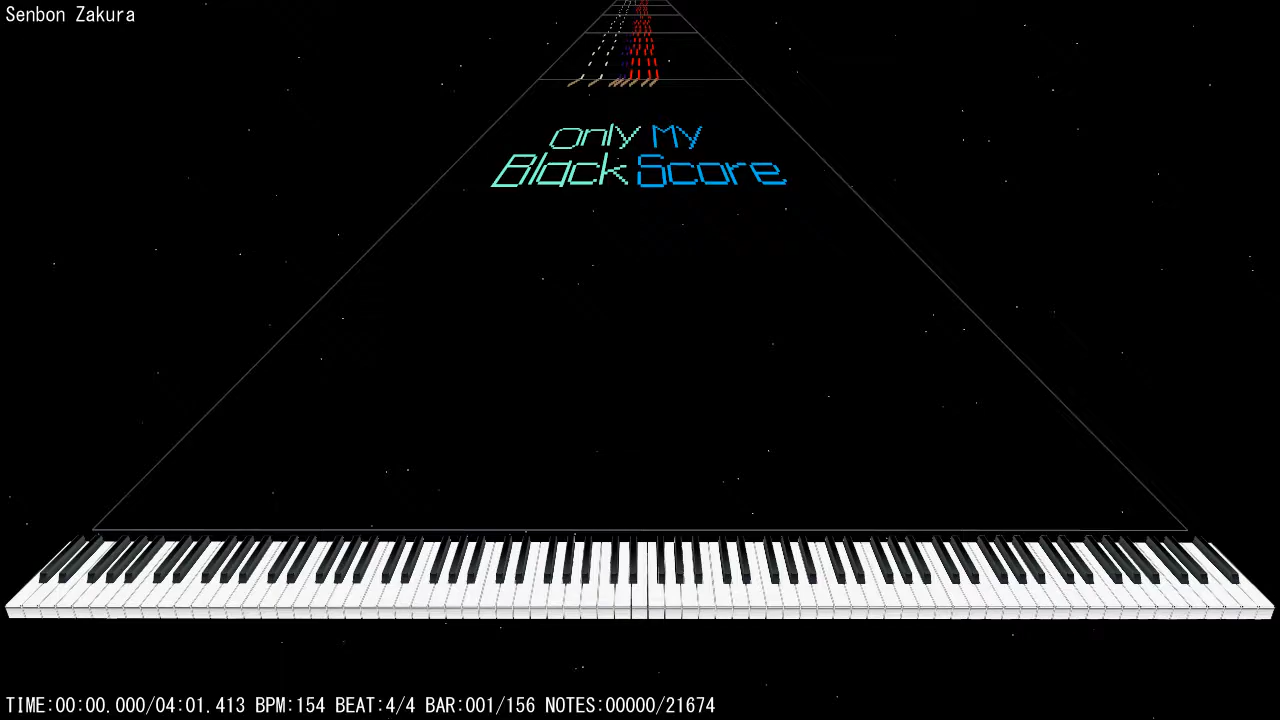 Senbon Zakura
only My
Black Score
TIME:00:00.000/04:01.413 BPM:154 BEAT:4/4 BAR:001/156 NOTES:00000/21674